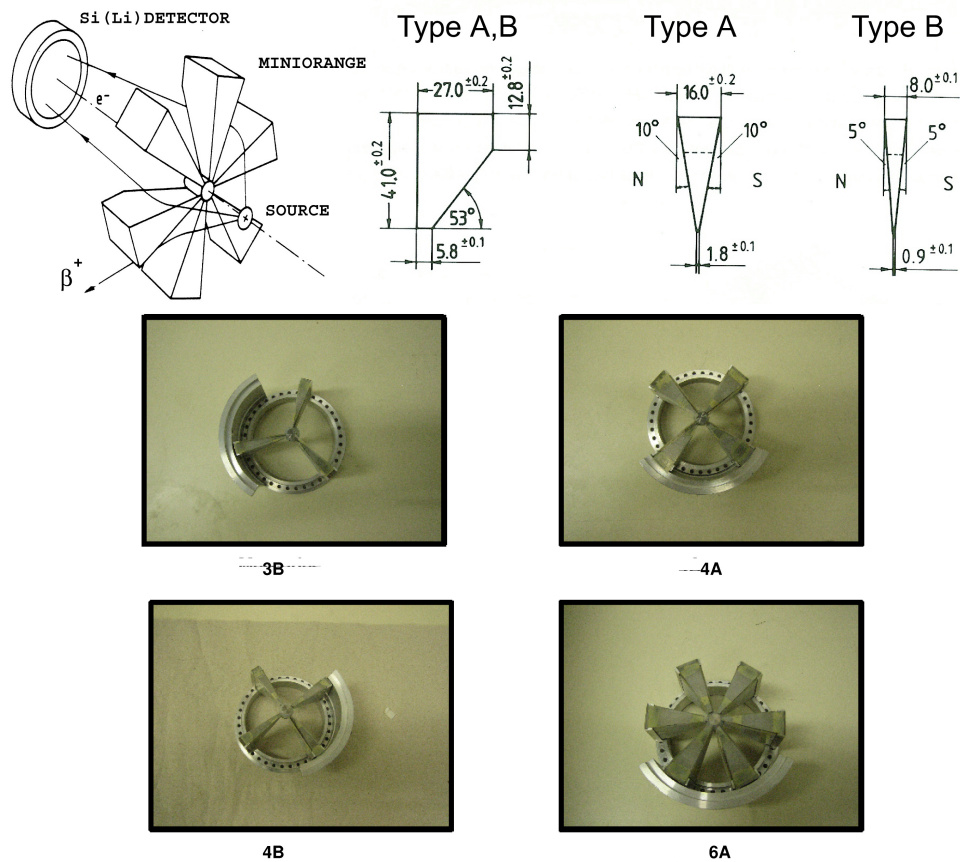 Si(Li)DETECTOR
MINIORANGE
e-
SOURCE
β+
Type A,B
27.0 ±0.2
12.8 ±0.2
41.0 ±0.2
53°
5.8 ±0.1
Type A
16.0 ±0.2
10° 10°
N S
1.8 ±0.1
Type B
8.0 ±0.1
5° 5°
N S
0.9 ±0.1
3B
4A
4B
6A